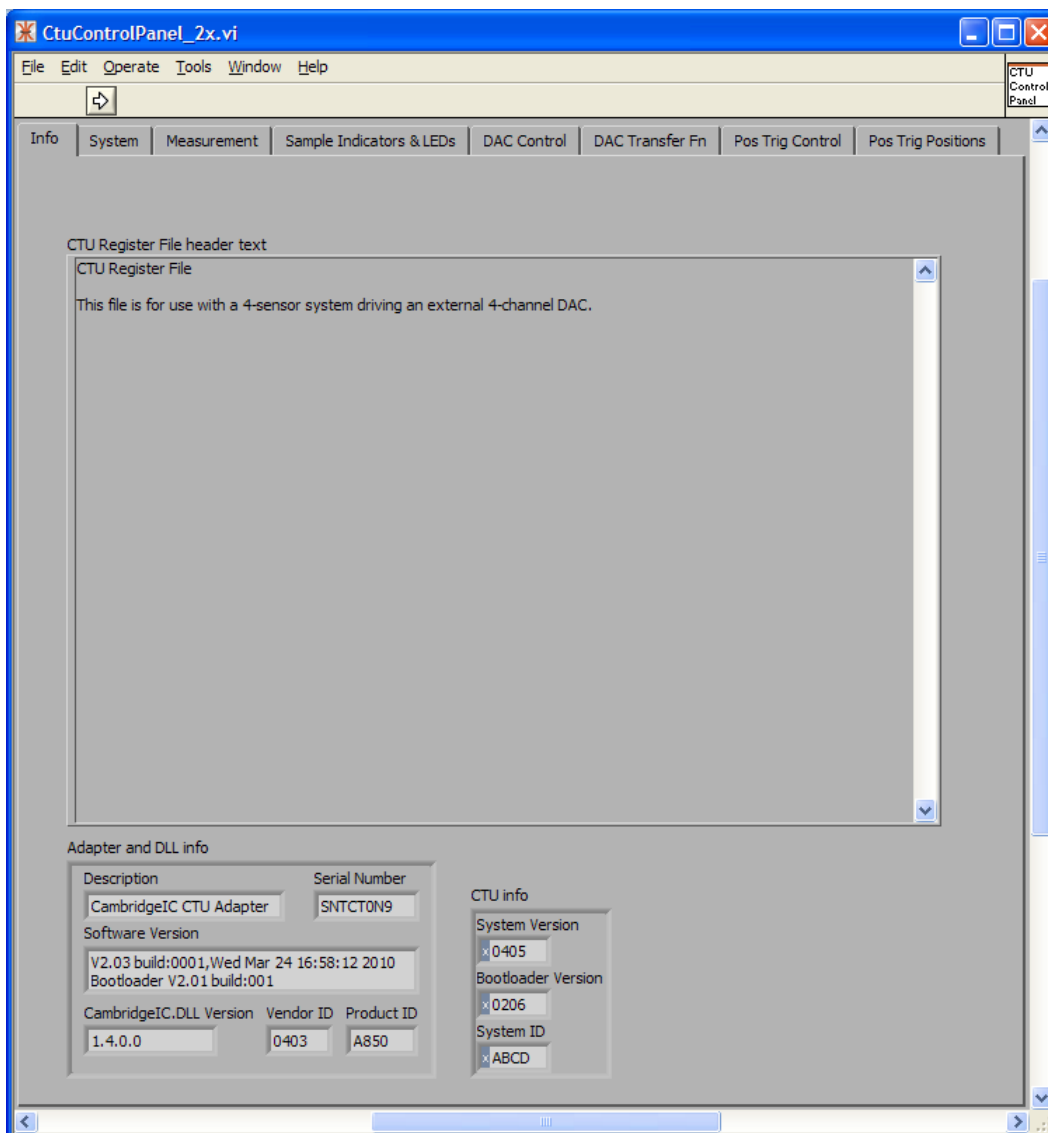 CtuControlPanel_2x.vi
File Edit Operate Tools Window Help
CTU
Control
Panel
Info System Measurement Sample Indicators & LEDs DAC Control DAC Transfer Fn Pos Trig Control Pos Trig Positions
CTU Register File header text
CTU Register File
This file is for use with a 4-sensor system driving an external 4-channel DAC.
Adapter and DLL info
Description Serial Number
CambridgeIC CTU Adapter SNTCT0N9
Software Version
V2.03 build:0001,Wed Mar 24 16:58:12 2010
Bootloader V2.01 build:001
CambridgeIC.DLL Version Vendor ID Product ID
1.4.0.0 0403 A850
CTU info
System Version
x 0405
Bootloader Version
x 0206
System ID
x ABCD